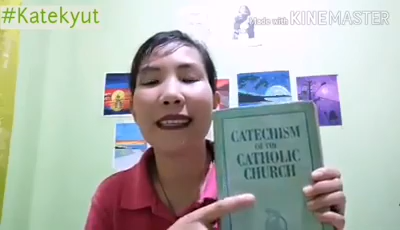 #Katekyut
Made with KINEMASTER
CATECHISM
OF THE
CATHOLIC
CHURCH